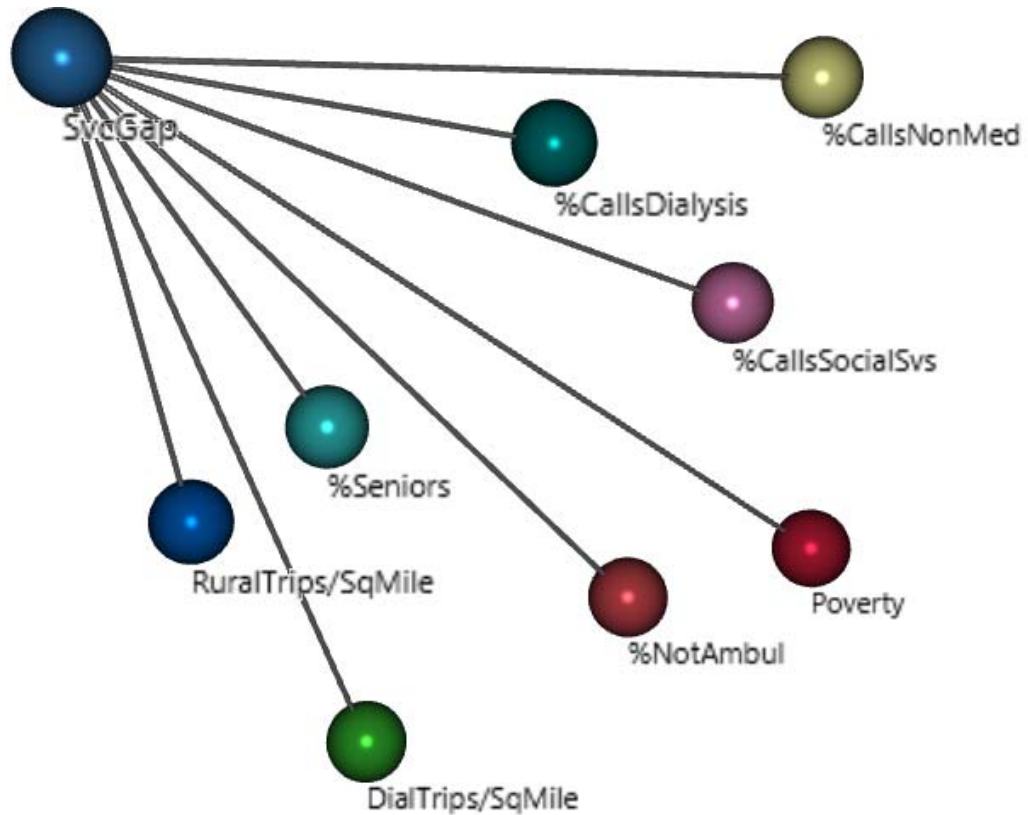 SvcGap
%CallsNonMed
%CallsDialysis
%CallsSocialSvs
%Seniors
RuralTrips/SqMile
Poverty
%NotAmbul
DialTrips/SqMile